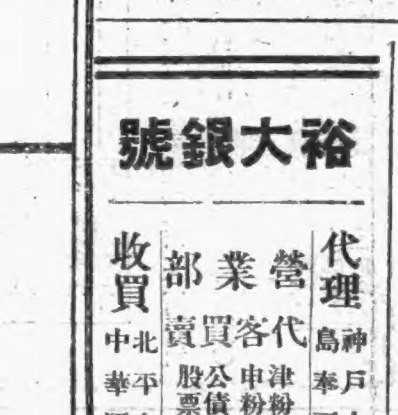 裕大銀號
代理
神戶
島奉
營業部
代客買賣
津粉
申粉
公債
股票
收買
北平
中華